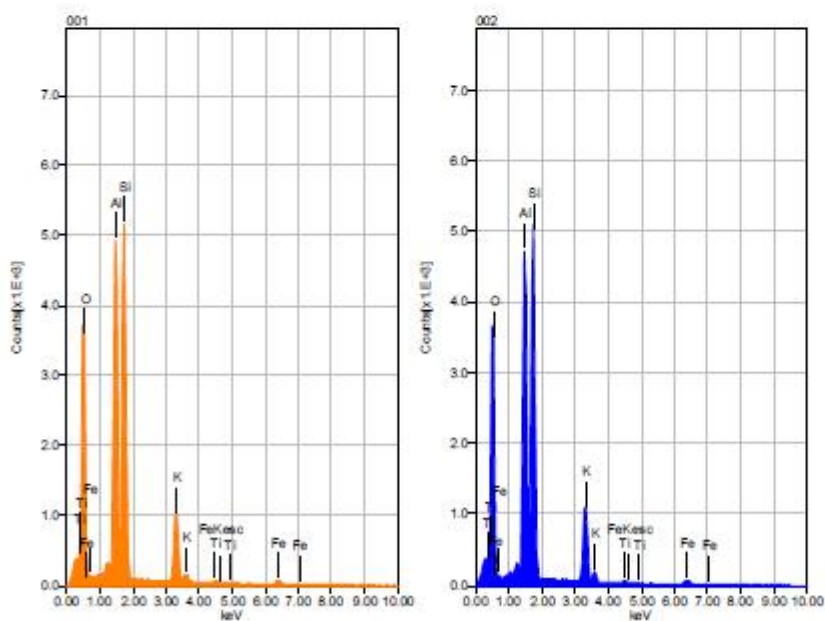 001
7.0
6.0
5.0
4.0
3.0
2.0
1.0
0.0
Counts[x1.E+3]
O
Al
Si
Fe
Ti
T
Fe
K
K
FeKesc
Ti
Ti
Fe
Fe
0.00 1.00 2.00 3.00 4.00 5.00 6.00 7.00 8.00 9.00 10.00
keV
002
7.0
6.0
5.0
4.0
3.0
2.0
1.0
0.0
Counts[x1.E+3]
O
Al
Si
Fe
T
Ti
Fe
K
K
FeKesc
Ti
Ti
Fe
Fe
0.00 1.00 2.00 3.00 4.00 5.00 6.00 7.00 8.00 9.00 10.00
keV